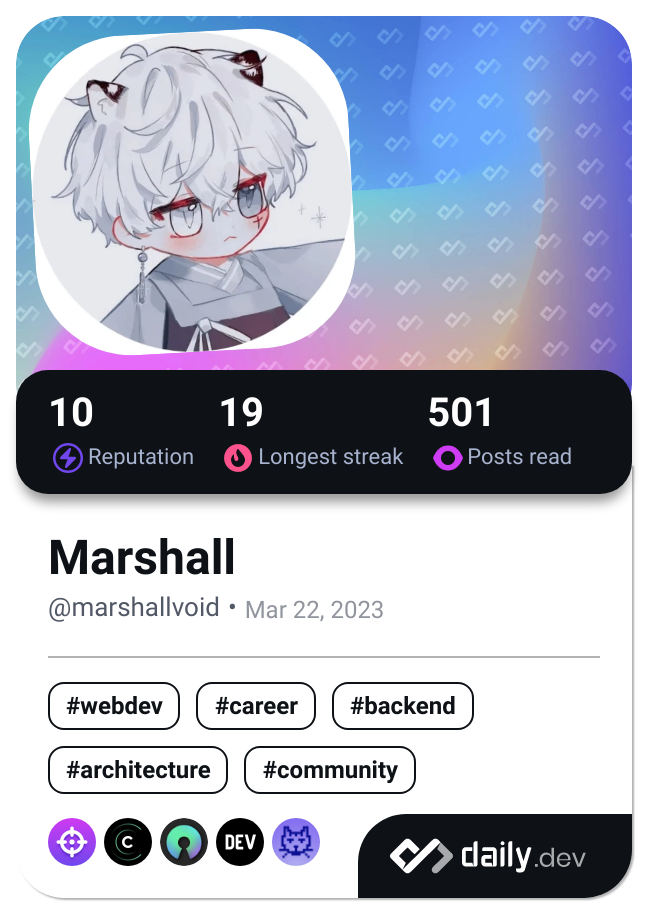 10 19 501
Reputation Longest streak Posts read
Marshall
@marshallvoid • Mar 22, 2023
#webdev #career #backend
#architecture #community
C DEV daily.dev